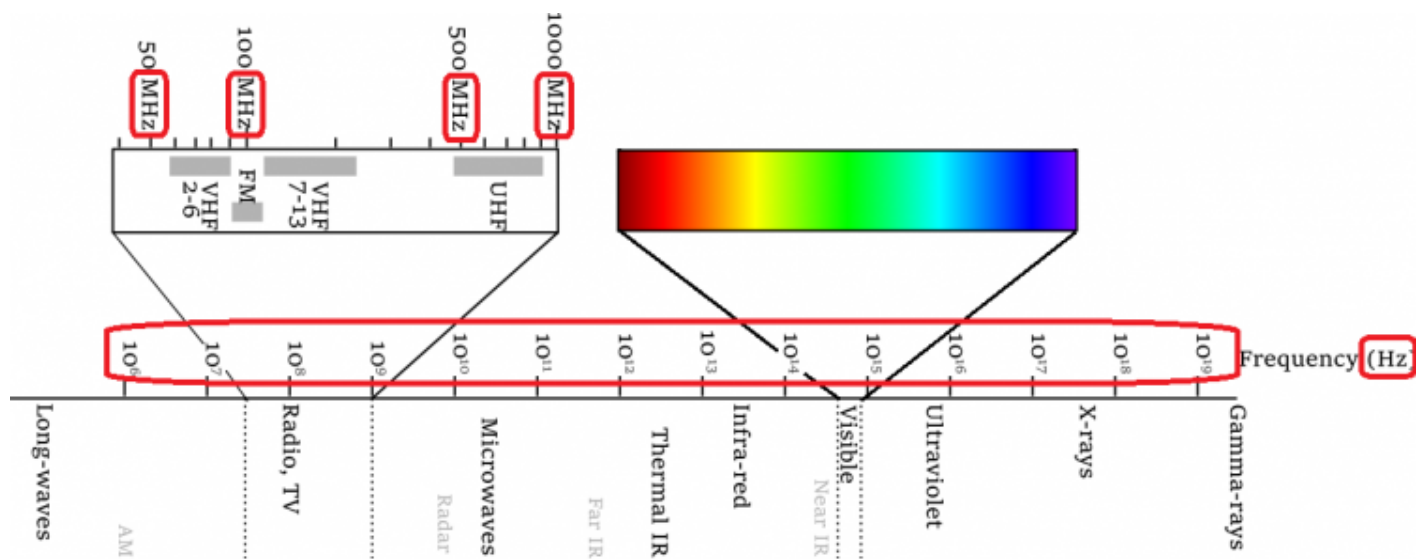 50 MHz
100 MHz
500 MHz
1000 MHz
VHF
2-6
FM
VHF
7-13
UHF
10⁶
10⁷
10⁸
10⁹
10¹⁰
10¹¹
10¹²
10¹³
10¹⁴
10¹⁵
10¹⁶
10¹⁷
10¹⁸
10¹⁹
Frequency (Hz)
Long-waves
Radio, TV
Microwaves
Thermal IR
Infra-red
Visible
Ultraviolet
X-rays
Gamma-rays
AM
Radar
Far IR
Near IR